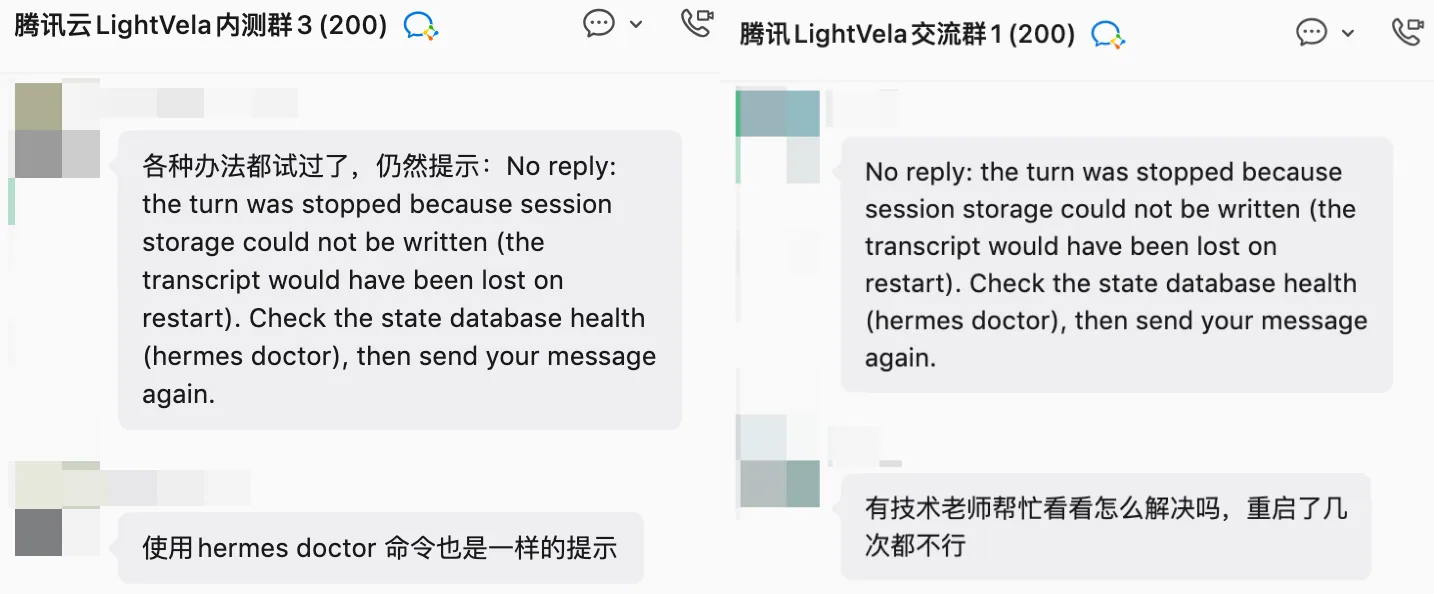 腾讯云LightVela内测群3 (200)
各种办法都试过了，仍然提示：No reply:
the turn was stopped because session
storage could not be written (the
transcript would have been lost on
restart). Check the state database health
(hermes doctor), then send your message
again.
使用hermes doctor 命令也是一样的提示
腾讯LightVela交流群1 (200)
No reply: the turn was stopped because
session storage could not be written (the
transcript would have been lost on
restart). Check the state database health
(hermes doctor), then send your message
again.
有技术老师帮忙看看怎么解决吗，重启了几
次都不行